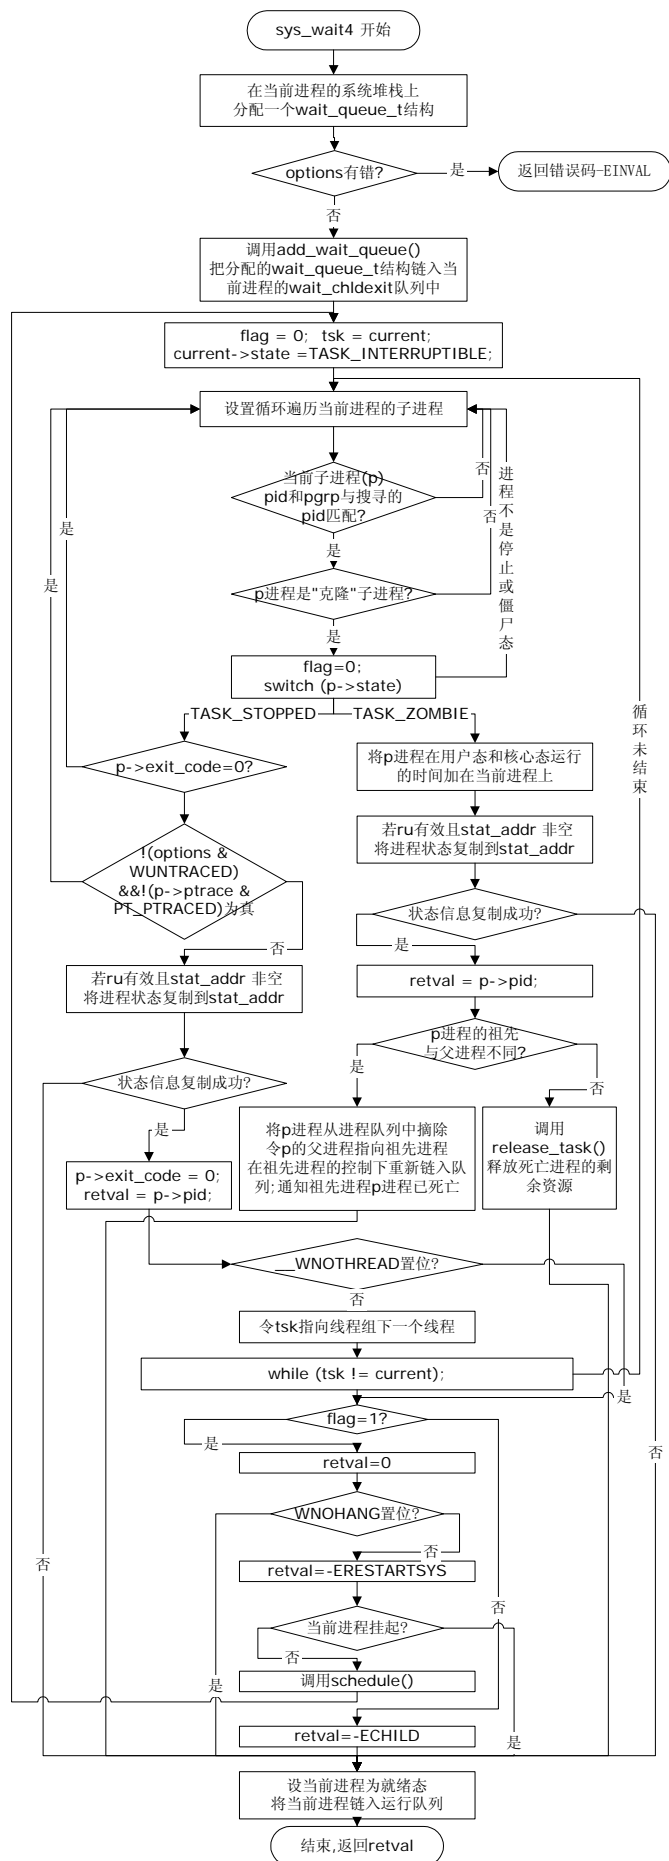 sys_wait4 开始
在当前进程的系统堆栈上
分配一个wait_queue_t结构
options有错?
是
返回错误码-EINVAL
否
调用add_wait_queue()
把分配的wait_queue_t结构链入当
前进程的wait_chldexit队列中
flag = 0; tsk = current;
current->state =TASK_INTERRUPTIBLE;
设置循环遍历当前进程的子进程
当前子进程(p)
pid和pgrp与搜寻的
pid匹配?
否
是
p进程是"克隆"子进程?
否
是
进程不是停止或僵尸态
flag=0;
switch (p->state)
TASK_STOPPED
TASK_ZOMBIE
循环未结束
p->exit_code=0?
是
将p进程在用户态和核心态运行
的时间加在当前进程上
!(options &
WUNTRACED)
&&!(p->ptrace &
PT_PTRACED)为真
是
否
若ru有效且stat_addr 非空
将进程状态复制到stat_addr
状态信息复制成功?
是
retval = p->pid;
若ru有效且stat_addr 非空
将进程状态复制到stat_addr
p进程的祖先
与父进程不同?
是
否
状态信息复制成功?
是
p->exit_code = 0;
retval = p->pid;
将p进程从进程队列中摘除
令p的父进程指向祖先进程
在祖先进程的控制下重新链入队
列;通知祖先进程p进程已死亡
调用
release_task()
释放死亡进程的剩
余资源
__WNOTHREAD置位?
否
令tsk指向线程组下一个线程
while (tsk != current);
是
flag=1?
是
retval=0
否
WNOHANG置位?
否
否
retval=-ERESTARTSYS
否
当前进程挂起?
否
调用schedule()
是
retval=-ECHILD
是
设当前进程为就绪态
将当前进程链入运行队列
结束,返回retval